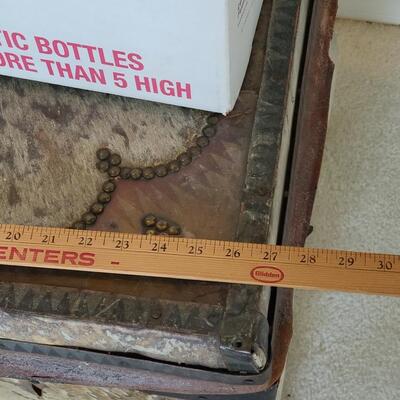 TIC BOTTLES
ORE THAN 5 HIGH
20 21 22 23 24 25 26 27 28 29 30
ENTERS
Glidden